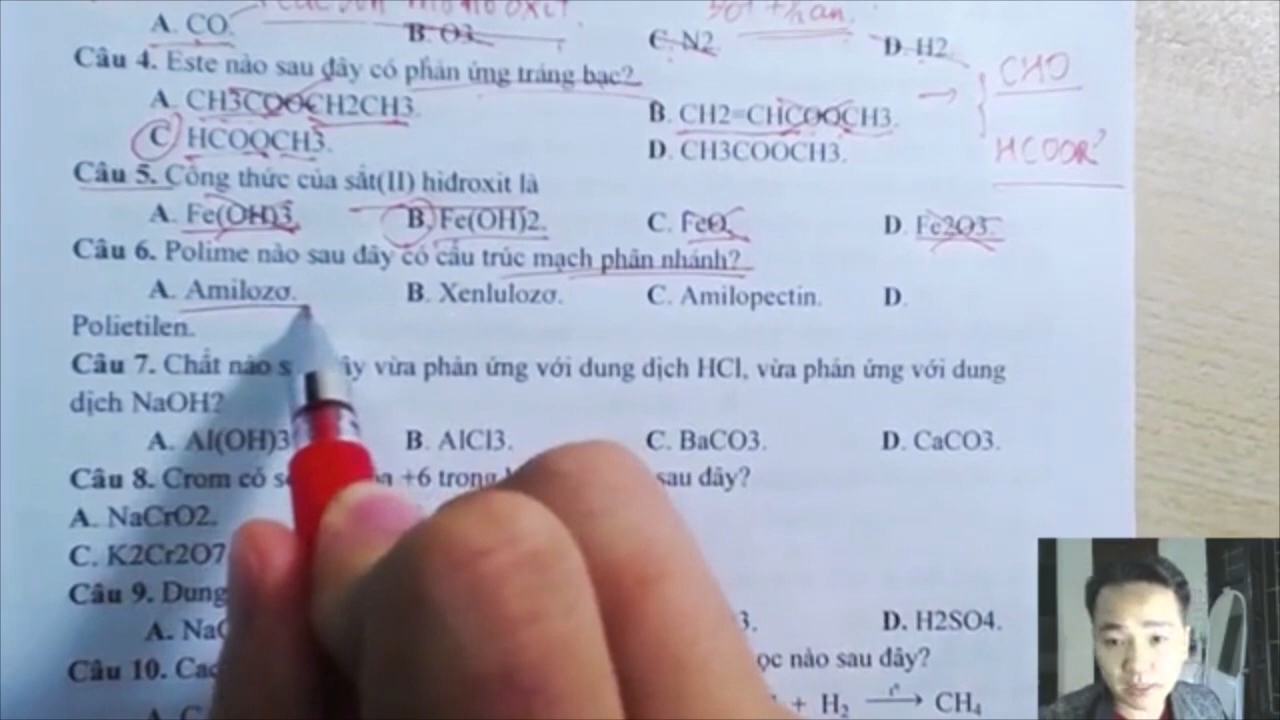 A. CO. B. O3. C. N2 D. H2
Câu 4. Este nào sau đây có phản ứng tráng bạc?
A. CH3COOCH2CH3. B. CH2=CHCOOCH3. CHO
C HCOOCH3. D. CH3COOCH3. HCOOR'
Câu 5. Công thức của sắt(II) hiđroxit là
A. Fe(OH)3. B. Fe(OH)2. C. FeO. D. Fe2O3.
Câu 6. Polime nào sau đây có cấu trúc mạch phân nhánh?
A. Amilozơ. B. Xenlulozơ. C. Amilopectin. D.
Polietilen.
Câu 7. Chất nào s ây vừa phản ứng với dung dịch HCl, vừa phản ứng với dung
dịch NaOH?
A. Al(OH)3 B. AlCl3. C. BaCO3. D. CaCO3.
Câu 8. Crom có s +6 trong sau đây?
A. NaCrO2.
C. K2Cr2O7
Câu 9. Dung
A. Na 3. D. H2SO4.
Câu 10. Cac ọc nào sau đây?
+ H₂ t° → CH₄